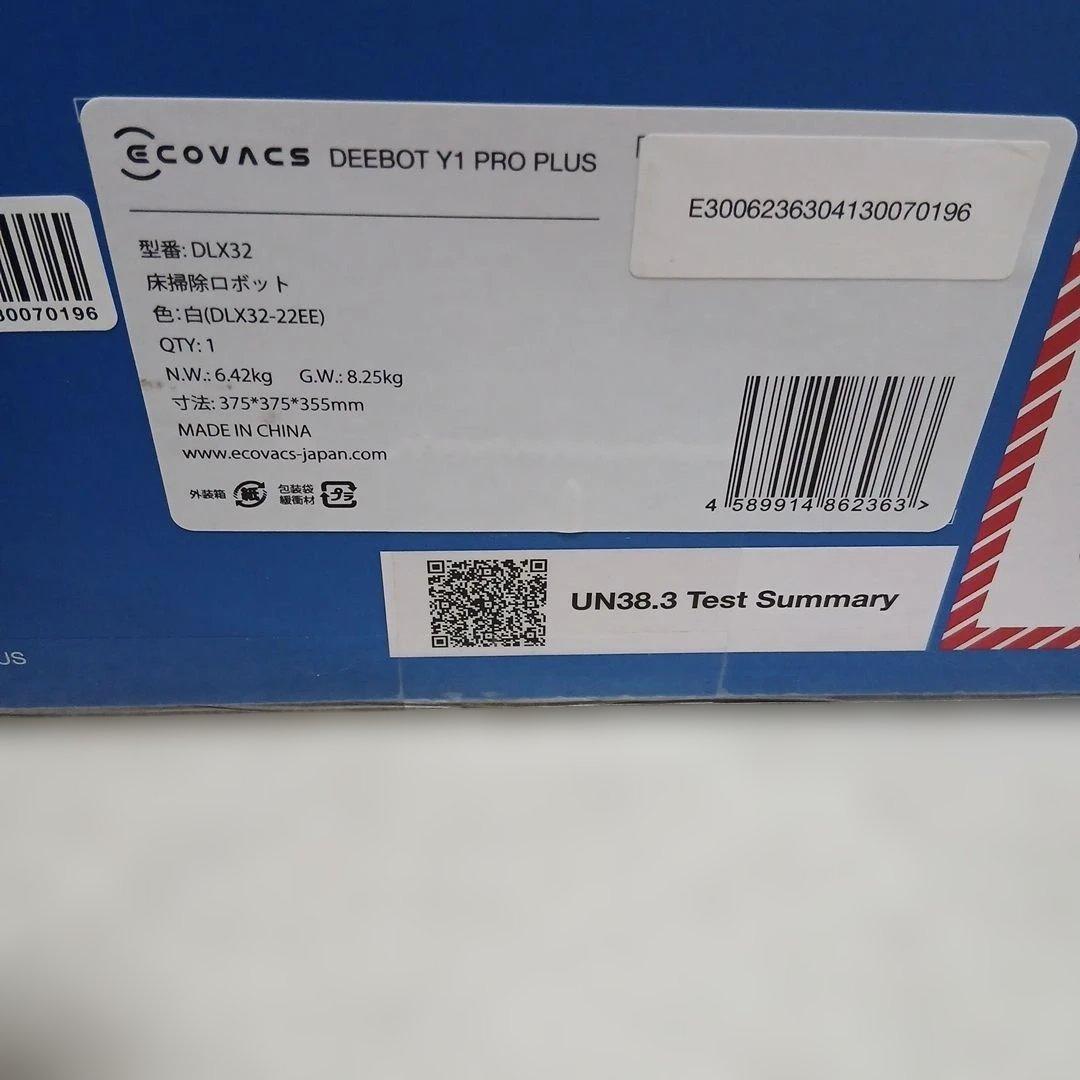 ECOVACS DEEBOT Y1 PRO PLUS
E3006236304130070196
型番: DLX32
床掃除ロボット
色:白(DLX32-22EE)
QTY: 1
N.W.: 6.42kg G.W.: 8.25kg
寸法: 375*375*355mm
MADE IN CHINA
www.ecovacs-japan.com
外装箱 紙 包装袋 緩衝材 プラ
4 589914 862363 >
30070196
UN38.3 Test Summary
US